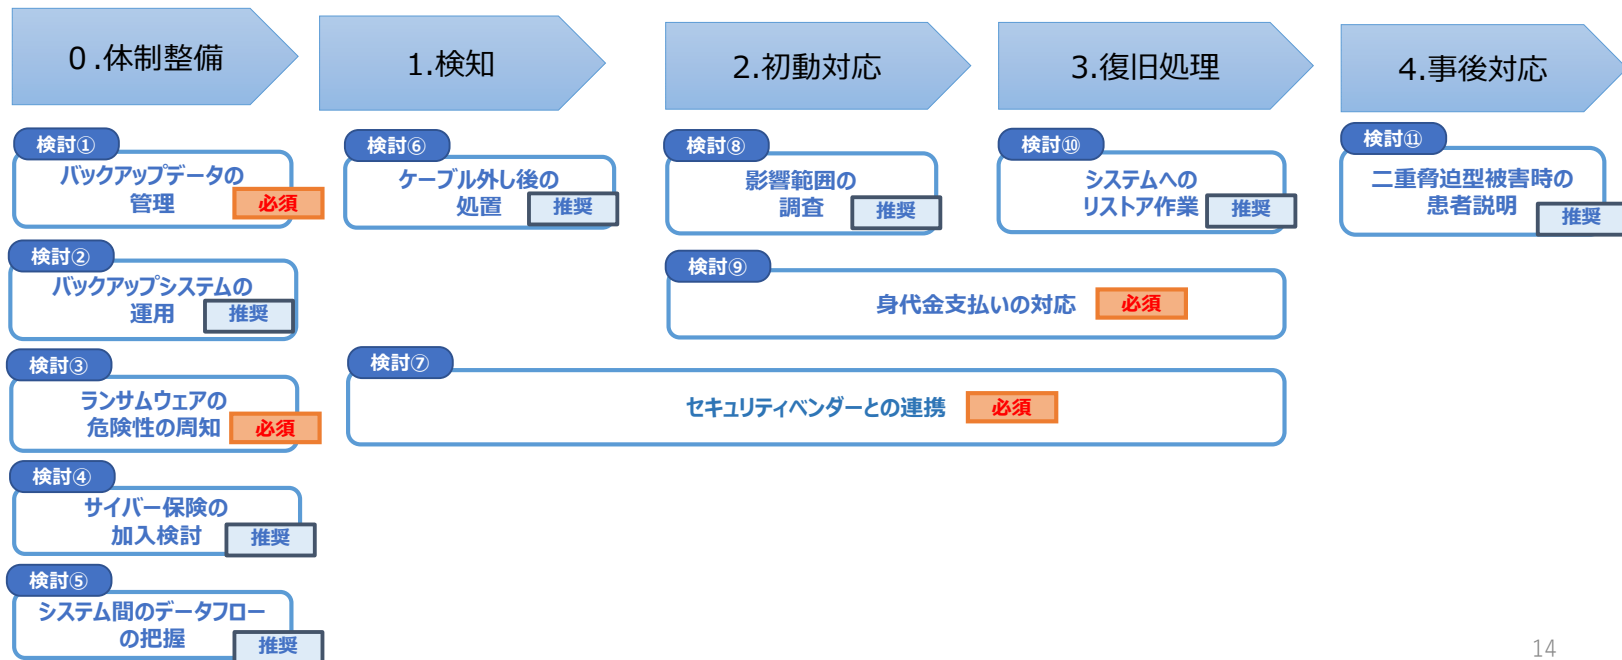 ０.体制整備
1.検知
2.初動対応
3.復旧処理
4.事後対応
検討①
バックアップデータの
管理
必須
検討②
バックアップシステムの
運用
推奨
検討③
ランサムウェアの
危険性の周知
必須
検討④
サイバー保険の
加入検討
推奨
検討⑤
システム間のデータフロー
の把握
推奨
検討⑥
ケーブル外し後の
処置
推奨
検討⑧
影響範囲の
調査
推奨
検討⑩
システムへの
リストア作業
推奨
検討⑪
二重脅迫型被害時の
患者説明
推奨
検討⑨
身代金支払いの対応
必須
検討⑦
セキュリティベンダーとの連携
必須
14